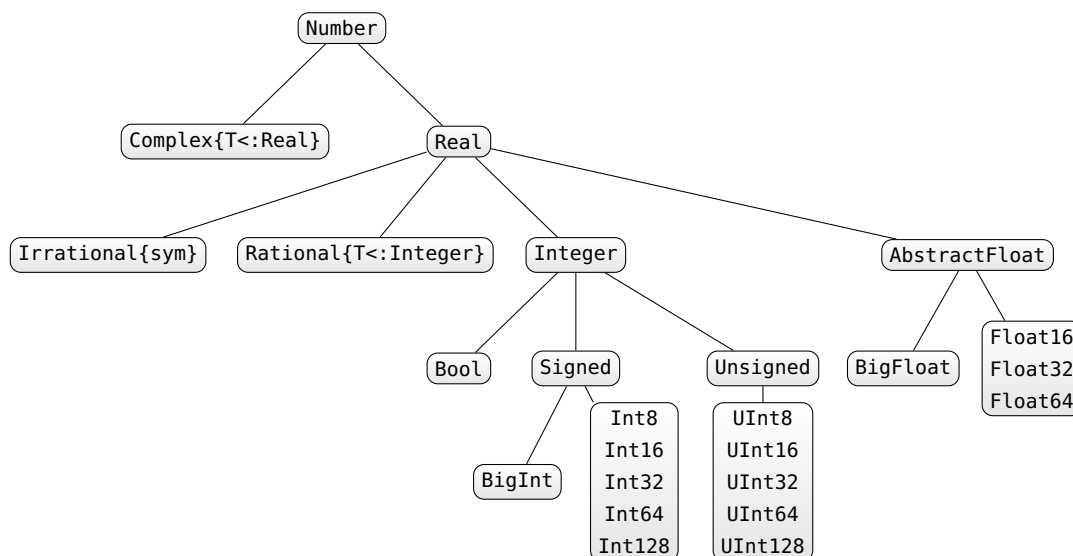 Number
Complex{T<:Real}
Real
Irrational{sym}
Rational{T<:Integer}
Integer
AbstractFloat
Bool
Signed
Unsigned
BigFloat
Float16
Float32
Float64
BigInt
Int8
Int16
Int32
Int64
Int128
UInt8
UInt16
UInt32
UInt64
UInt128